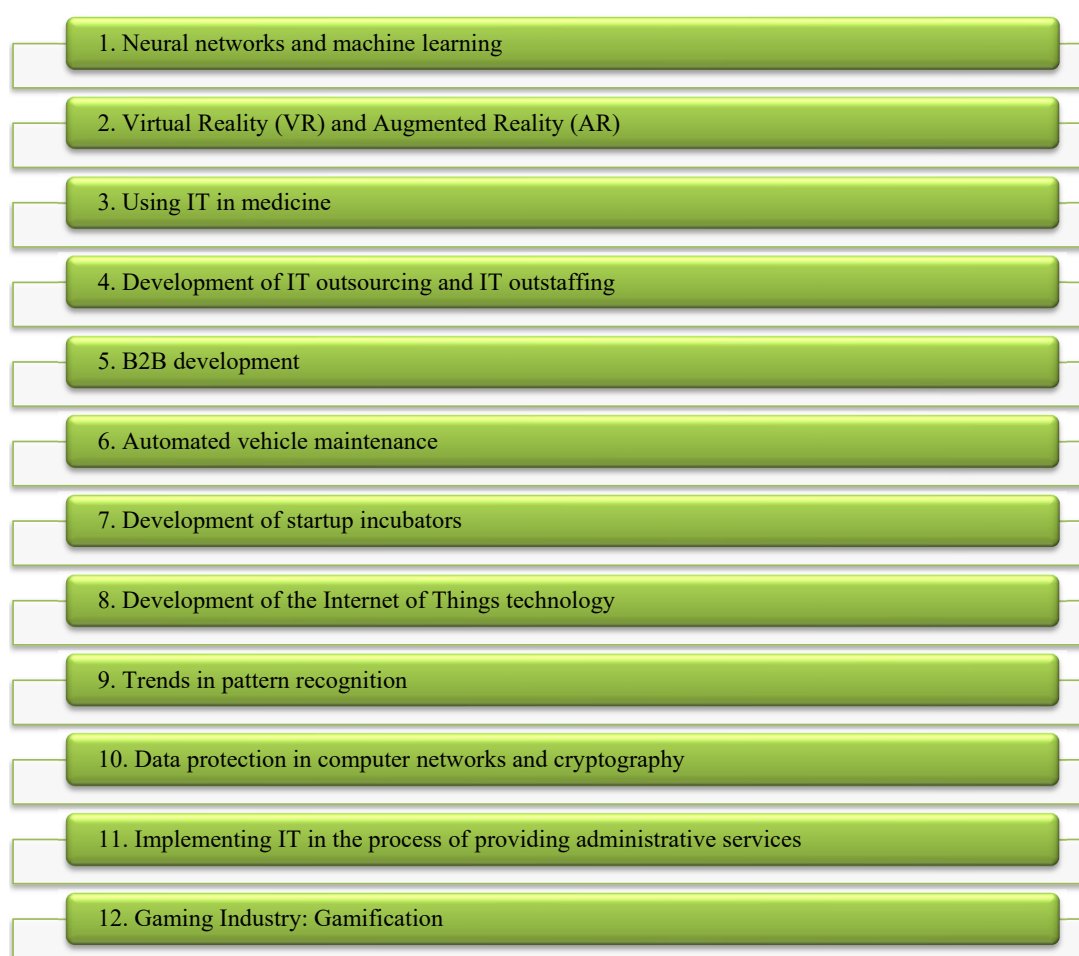 1. Neural networks and machine learning
2. Virtual Reality (VR) and Augmented Reality (AR)
3. Using IT in medicine
4. Development of IT outsourcing and IT outstaffing
5. B2B development
6. Automated vehicle maintenance
7. Development of startup incubators
8. Development of the Internet of Things technology
9. Trends in pattern recognition
10. Data protection in computer networks and cryptography
11. Implementing IT in the process of providing administrative services
12. Gaming Industry: Gamification